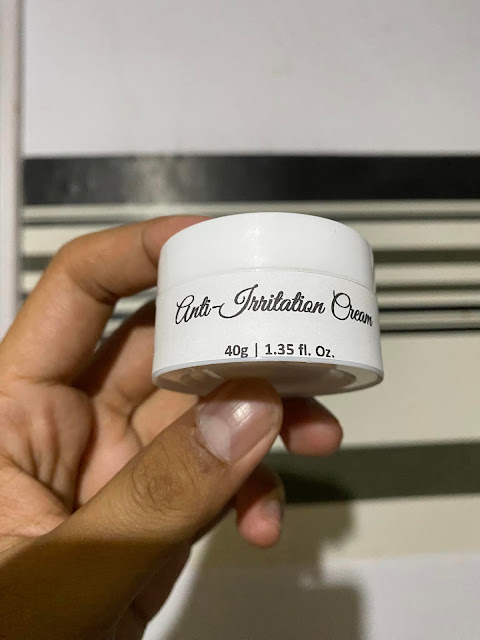 Anti-Irritation Cream
40g | 1.35 fl. Oz.